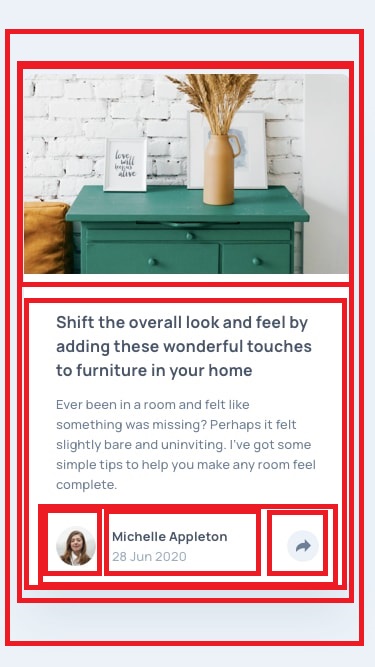 love
will
keep us
alive
Shift the overall look and feel by
adding these wonderful touches
to furniture in your home
Ever been in a room and felt like
something was missing? Perhaps it felt
slightly bare and uninviting. I've got some
simple tips to help you make any room feel
complete.
Michelle Appleton
28 Jun 2020